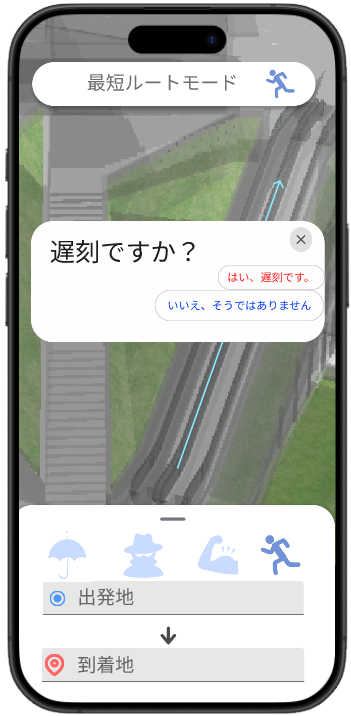 最短ルートモード
遅刻ですか？
はい、遅刻です。
いいえ、そうではありません
出発地
到着地